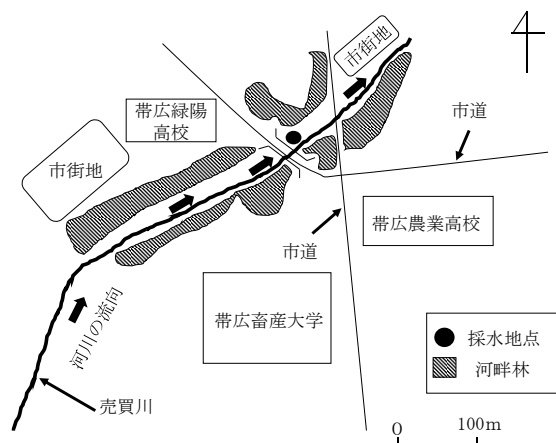 市街地
帯広緑陽
高校
市道
市街地
帯広農業高校
市道
帯広畜産大学
河川の流向
採水地点
河畔林
売買川
0
100m